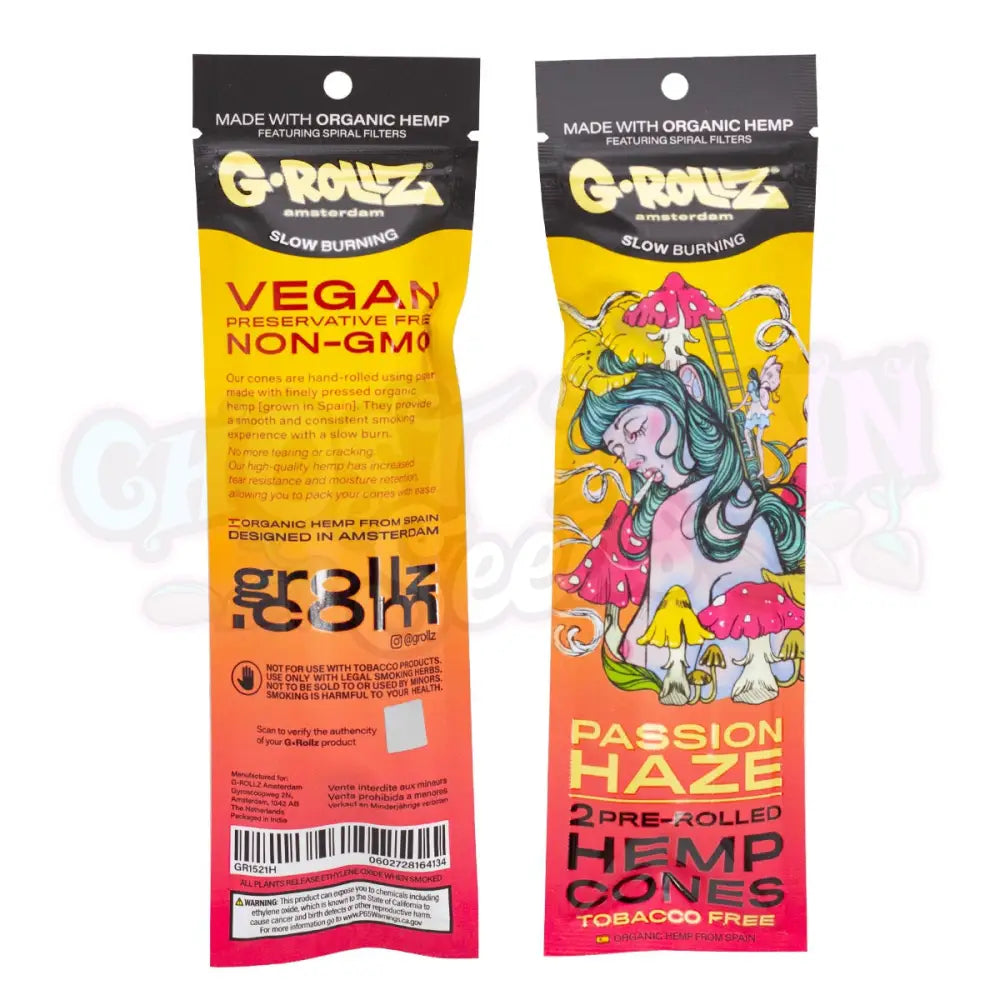 MADE WITH ORGANIC HEMP
FEATURING SPIRAL FILTERS
G·ROLLZ®
amsterdam
SLOW BURNING
VEGAN
PRESERVATIVE FRE
NON-GMO
Our cones are hand-rolled using paper
made with finely pressed organic
hemp [grown in Spain]. They provide
a smooth and consistent smoking
experience with a slow burn.
No more tearing or cracking.
Our high-quality hemp has increased
tear resistance and moisture retention,
allowing you to pack your cones with ease.
ORGANIC HEMP FROM SPAIN
DESIGNED IN AMSTERDAM
grollz
.com
@grollz
NOT FOR USE WITH TOBACCO PRODUCTS.
USE ONLY WITH LEGAL SMOKING HERBS.
NOT TO BE SOLD TO OR USED BY MINORS.
SMOKING IS HARMFUL TO YOUR HEALTH.
Scan to verify the authencity
of your G·Rollz product
Manufactured for:
G-ROLLZ Amsterdam
Gyroscoopweg 2N,
Amsterdam, 1042 AB
The Netherlands
Packaged in India
Vente interdite aux mineurs
Venta prohibida a menores
Verkauf an Minderjährige verboten
GR1521H
0602728164134
ALL PLANTS RELEASE ETHYLENE OXIDE WHEN SMOKED
WARNING: This product can expose you to chemicals including
ethylene oxide, which is known to the State of California to
cause cancer and birth defects or other reproductive harm.
For more information go to www.P65Warnings.ca.gov
MADE WITH ORGANIC HEMP
FEATURING SPIRAL FILTERS
G·ROLLZ®
amsterdam
SLOW BURNING
PASSION
HAZE
2 PRE-ROLLED
HEMP
CONES
TOBACCO FREE
ORGANIC HEMP FROM SPAIN